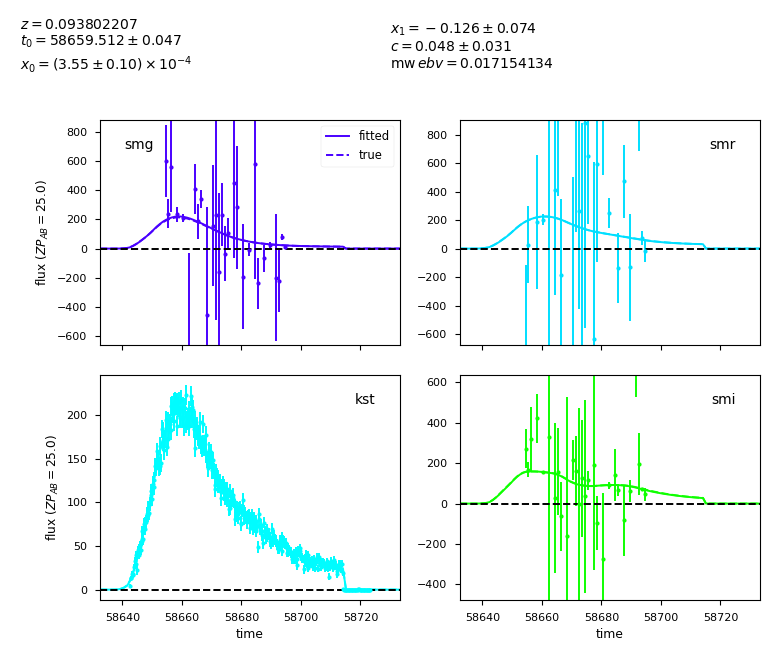 z = 0.093802207
t₀ = 58659.512 ± 0.047
x₀ = (3.55 ± 0.10) × 10⁻⁴
x₁ = −0.126 ± 0.074
c = 0.048 ± 0.031
mw ebv = 0.017154134
smg
fitted
true
800
600
400
200
0
−200
−400
−600
flux (ZP_AB = 25.0)
smr
800
600
400
200
0
−200
−400
−600
kst
200
150
100
50
0
flux (ZP_AB = 25.0)
58640 58660 58680 58700 58720
time
smi
600
400
200
0
−200
−400
58640 58660 58680 58700 58720
time